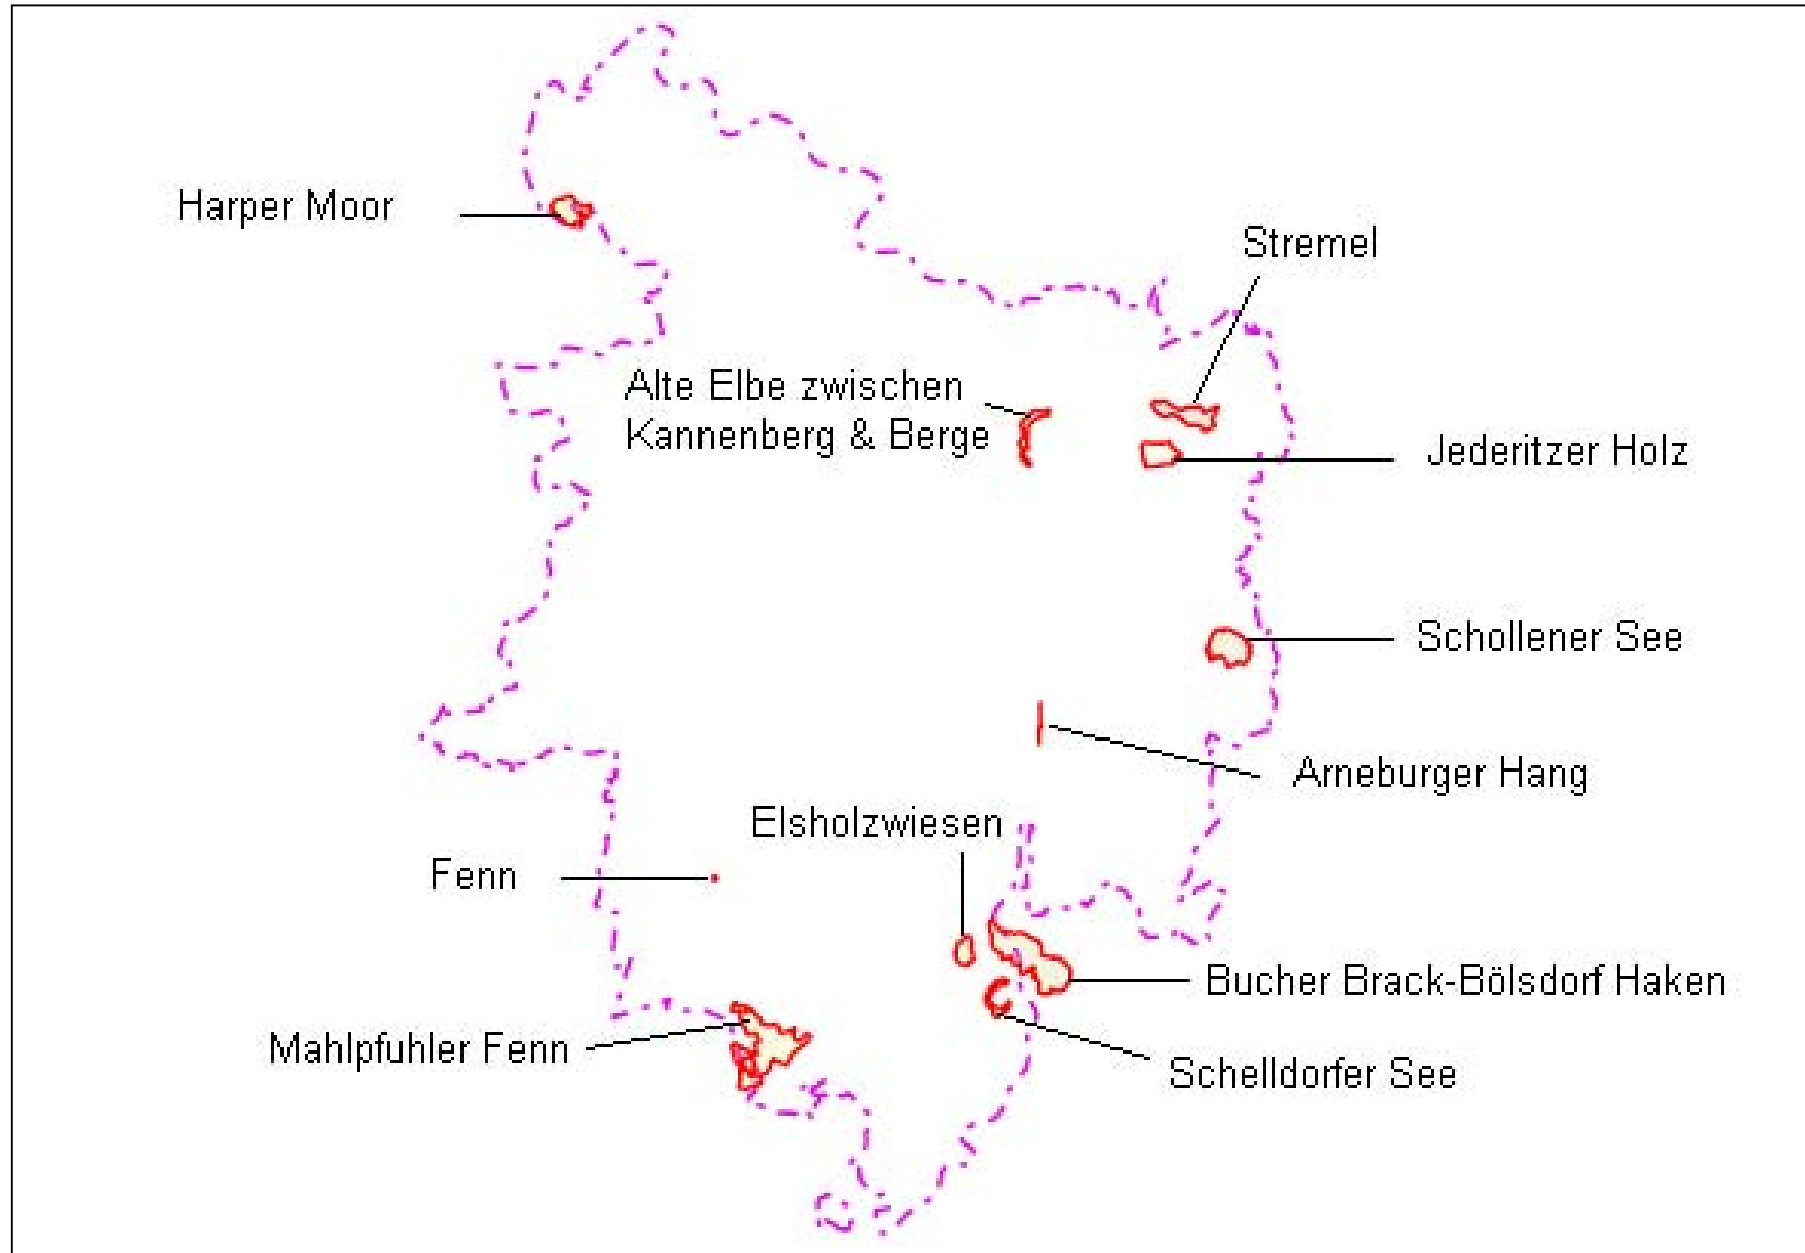 Harper Moor
Stremel
Alte Elbe zwischen
Kannenberg & Berge
Jederitzer Holz
Schollener See
Arneburger Hang
Elsholzwiesen
Fenn
Bucher Brack-Bölsdorf Haken
Mahlpfuhler Fenn
Schelldorfer See